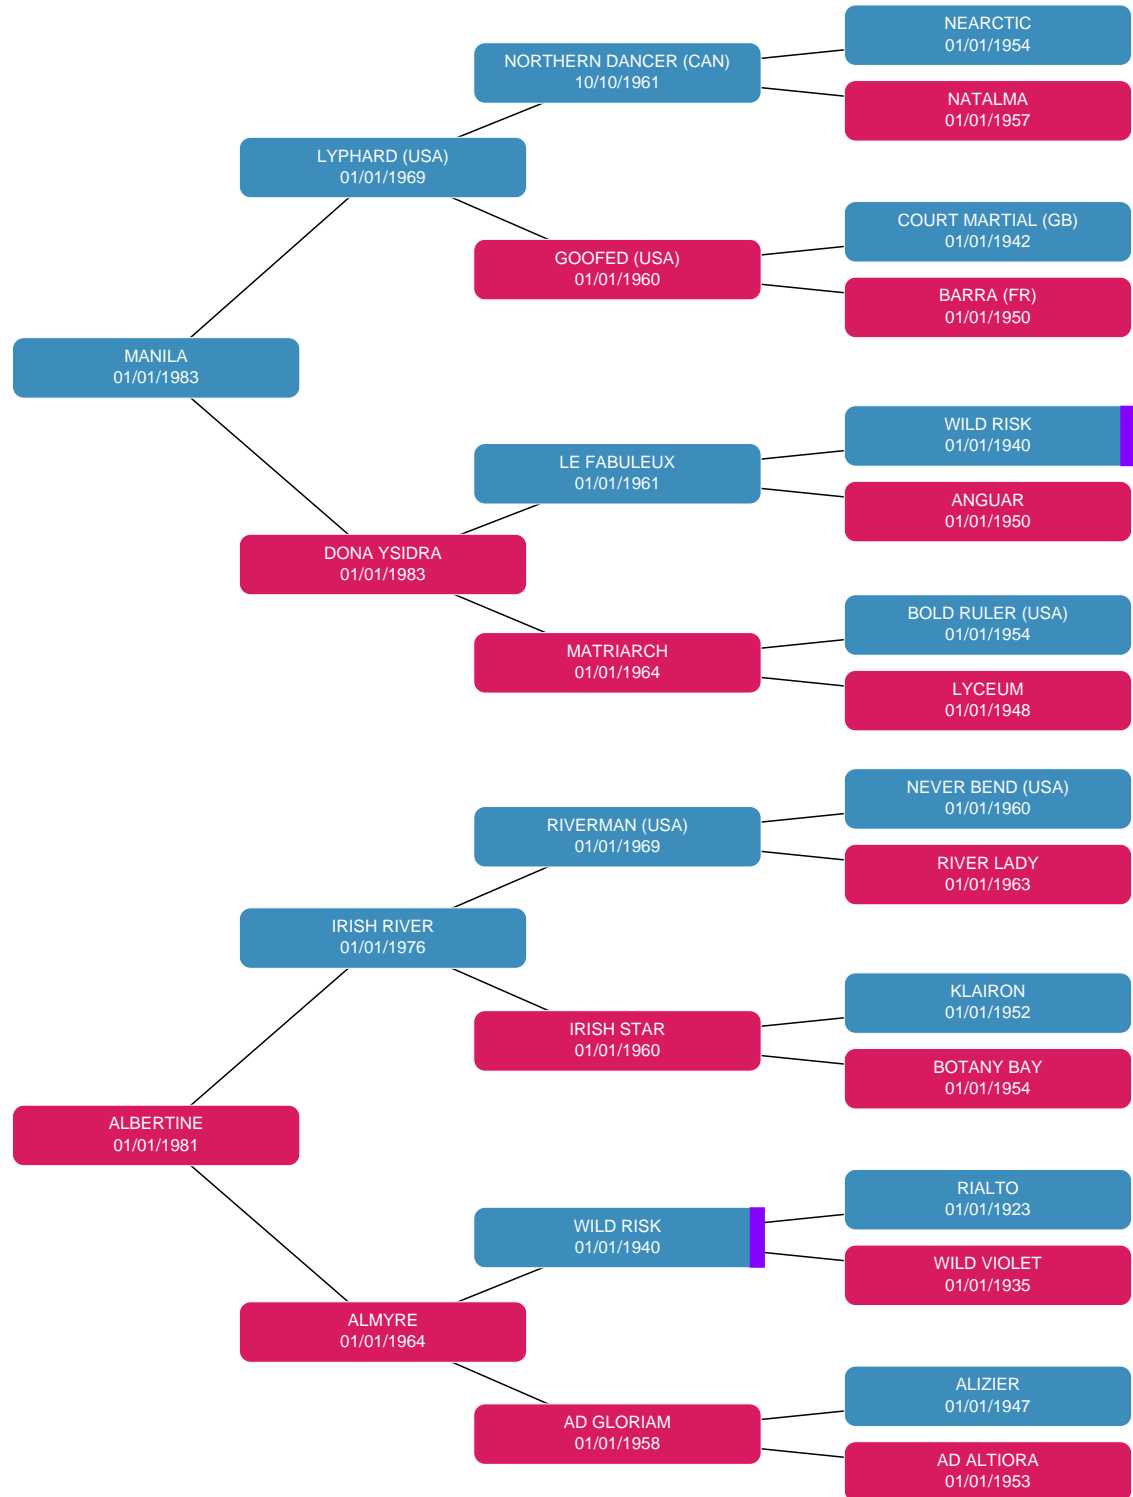 NEARCTIC
01/01/1954
NORTHERN DANCER (CAN)
10/10/1961
NATALMA
01/01/1957
LYPHARD (USA)
01/01/1969
COURT MARTIAL (GB)
01/01/1942
GOOFED (USA)
01/01/1960
BARRA (FR)
01/01/1950
MANILA
01/01/1983
WILD RISK
01/01/1940
LE FABULEUX
01/01/1961
ANGUAR
01/01/1950
DONA YSIDRA
01/01/1983
BOLD RULER (USA)
01/01/1954
MATRIARCH
01/01/1964
LYCEUM
01/01/1948
NEVER BEND (USA)
01/01/1960
RIVERMAN (USA)
01/01/1969
RIVER LADY
01/01/1963
IRISH RIVER
01/01/1976
KLAIRON
01/01/1952
IRISH STAR
01/01/1960
BOTANY BAY
01/01/1954
ALBERTINE
01/01/1981
RIALTO
01/01/1923
WILD RISK
01/01/1940
WILD VIOLET
01/01/1935
ALMYRE
01/01/1964
ALIZIER
01/01/1947
AD GLORIAM
01/01/1958
AD ALTIORA
01/01/1953